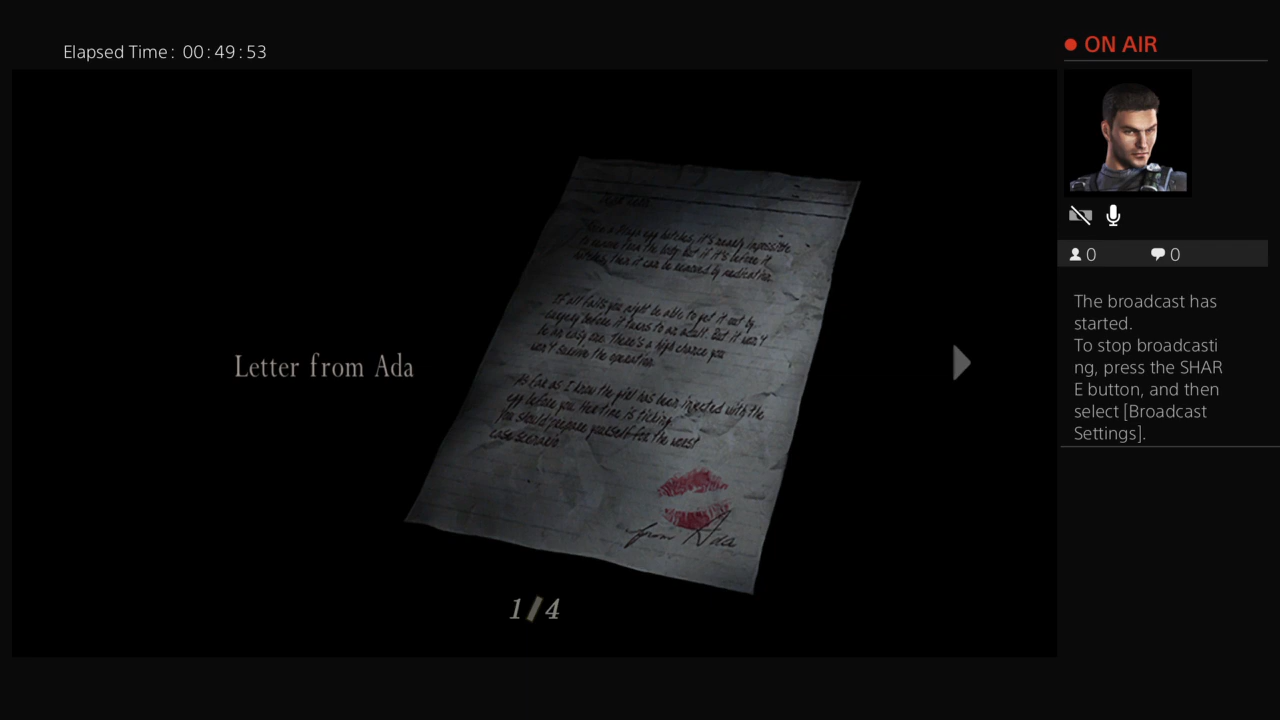 Elapsed Time: 00:49:53
ON AIR
0 0
The broadcast has
started.
To stop broadcasti
ng, press the SHAR
E button, and then
select [Broadcast
Settings].
Letter from Ada
egg hatches, it's nearly impossible
to remove from the body. But if it's before it
hatches, then it can be removed by medication.
If all fails you might be able to get it out by
surgery before it turns to an adult. But it won't
be an easy one. There's a high chance you
won't survive the operation.
As far as I know the girl has been injected with the
egg before you. Her time is ticking.
You should prepare yourself for the worst
case scenario.
from Ada
1/4